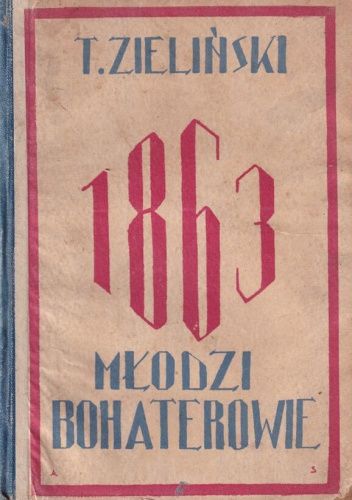 T. ZIELIŃSKI
1863
MŁODZI
BOHATEROWIE
A S